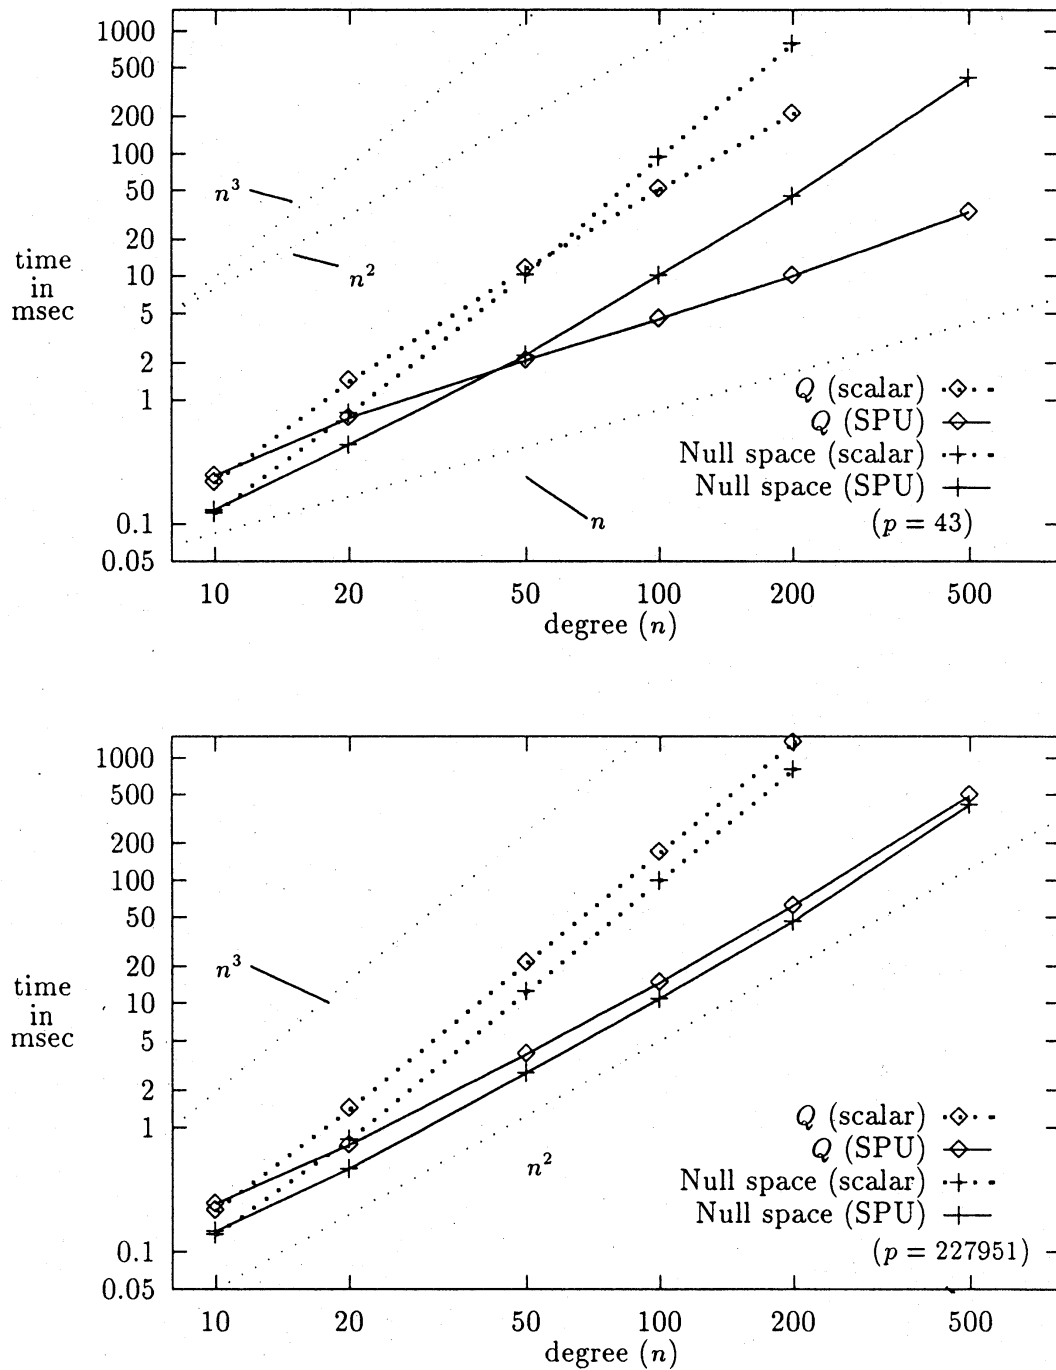 1000
500
200
100
50
20
10
5
2
1
0.1
0.05
time
in
msec
n³
n²
n
Q (scalar)
Q (SPU)
Null space (scalar)
Null space (SPU)
(p = 43)
10 20 50 100 200 500
degree (n)
1000
500
200
100
50
20
10
5
2
1
0.1
0.05
time
in
msec
n³
n²
Q (scalar)
Q (SPU)
Null space (scalar)
Null space (SPU)
(p = 227951)
10 20 50 100 200 500
degree (n)